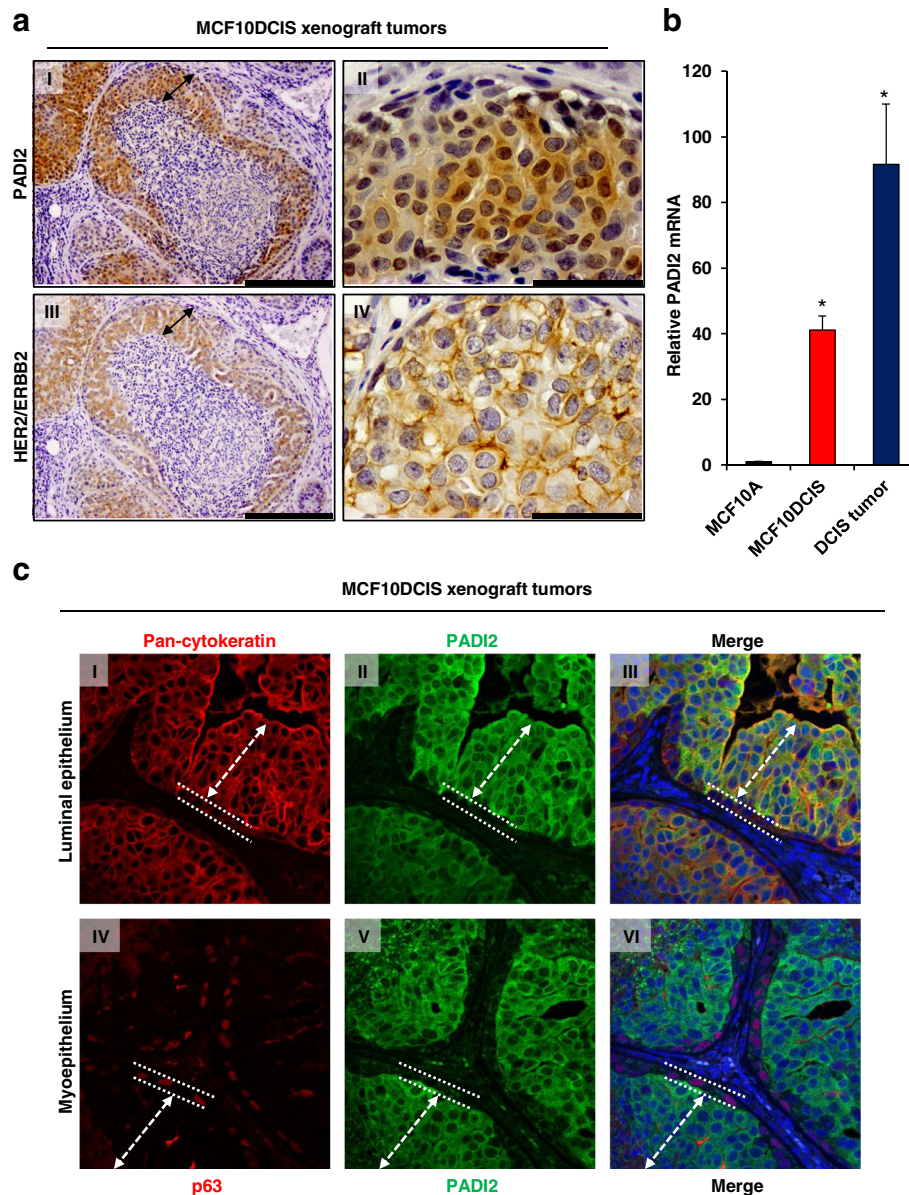 a
MCF10DCIS xenograft tumors
I
II
PADI2
III
IV
HER2/ERBB2
b
120
100
80
60
40
20
0
Relative PADI2 mRNA
*
*
MCF10A
MCF10DCIS
DCIS tumor
c
MCF10DCIS xenograft tumors
Pan-cytokeratin
PADI2
Merge
I
II
III
Luminal epithelium
IV
V
VI
Myoepithelium
p63
PADI2
Merge